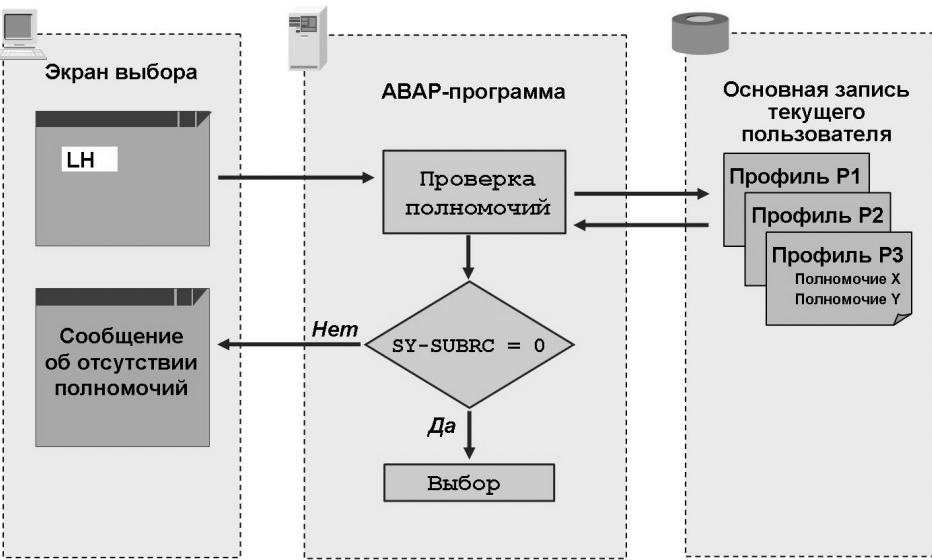 Экран выбора
LH
Сообщение
об отсутствии
полномочий
ABAP-программа
Проверка
полномочий
SY-SUBRC = 0
Нет
Да
Выбор
Основная запись
текущего
пользователя
Профиль P1
Профиль P2
Профиль P3
Полномочие X
Полномочие Y